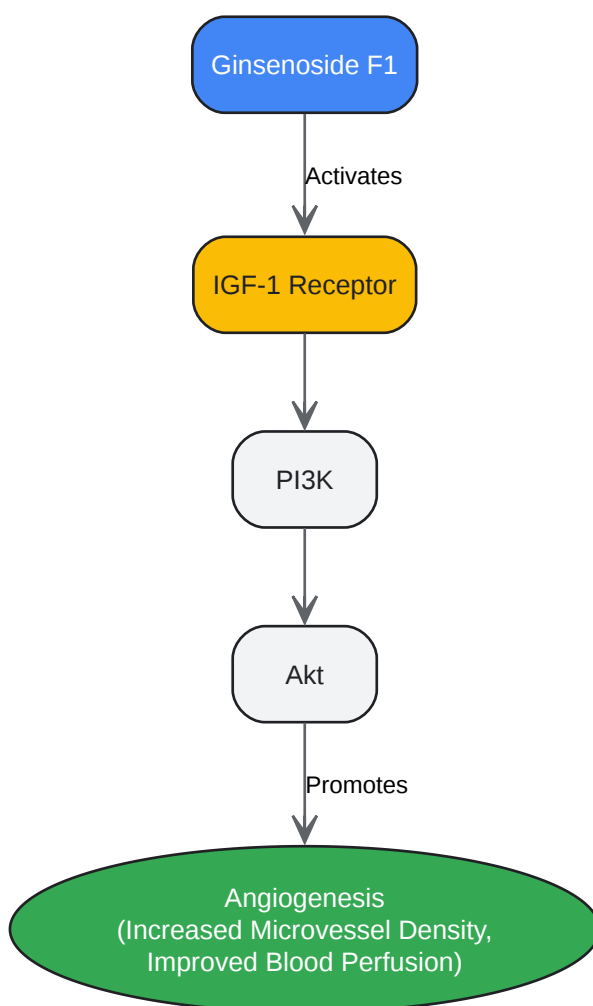 Ginsenoside F1
Activates
IGF-1 Receptor
PI3K
Akt
Promotes
Angiogenesis
(Increased Microvessel Density,
Improved Blood Perfusion)